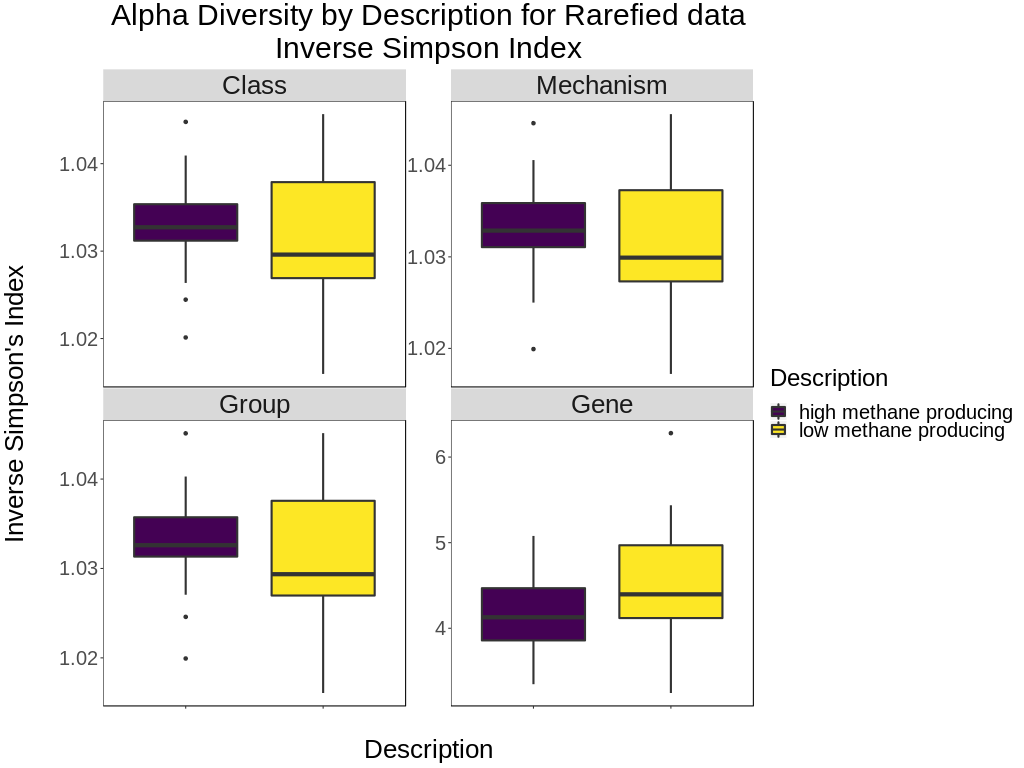 Alpha Diversity by Description for Rarefied data
Inverse Simpson Index
Class
Mechanism
1.04
1.03
1.02
1.04
1.03
1.02
Group
Gene
1.04
1.03
1.02
6
5
4
Inverse Simpson's Index
Description
Description
high methane producing
low methane producing